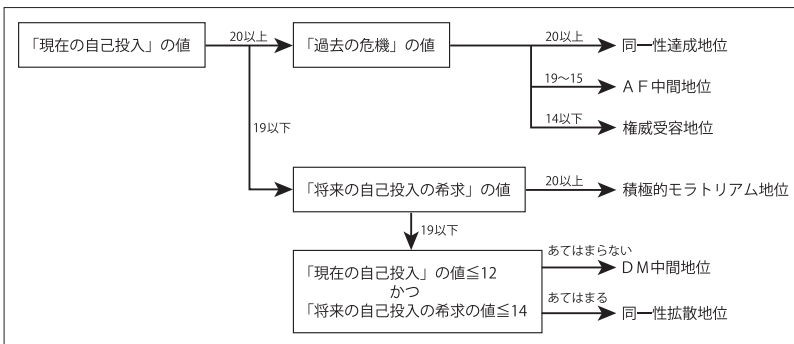 「現在の自己投入」の値
20以上
「過去の危機」の値
20以上
同一性達成地位
19〜15
ＡＦ中間地位
14以下
権威受容地位
19以下
「将来の自己投入の希求」の値
20以上
積極的モラトリアム地位
19以下
「現在の自己投入」の値≦12
かつ
「将来の自己投入の希求の値≦14
あてはまらない
ＤＭ中間地位
あてはまる
同一性拡散地位